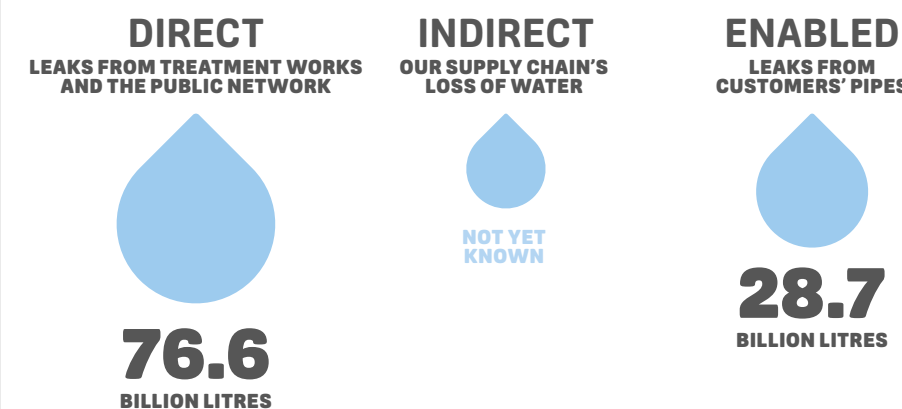 DIRECT
LEAKS FROM TREATMENT WORKS
AND THE PUBLIC NETWORK
76.6
BILLION LITRES
INDIRECT
OUR SUPPLY CHAIN'S
LOSS OF WATER
NOT YET
KNOWN
ENABLED
LEAKS FROM
CUSTOMERS' PIPES
28.7
BILLION LITRES